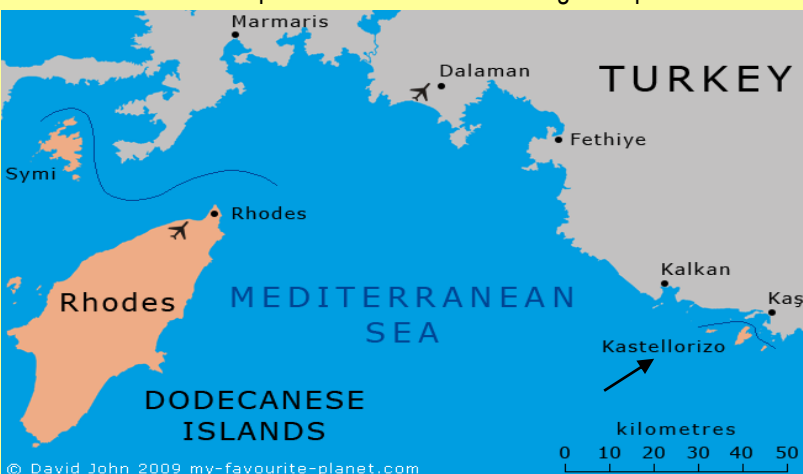 Marmaris
Dalaman
TURKEY
Fethiye
Symi
Rhodes
Kalkan
Rhodes
MEDITERRANEAN
SEA
Kaş
Kastellorizo
DODECANESE
ISLANDS
kilometres
0 10 20 30 40 50
© David John 2009 my-favourite-planet.com